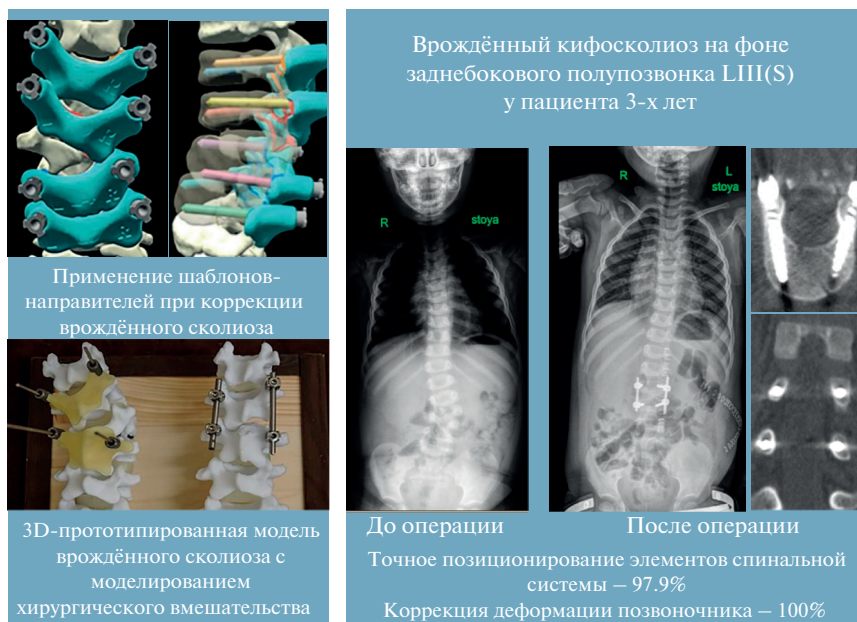 Применение шаблонов-
направителей при коррекции
врождённого сколиоза
3D-прототипированная модель
врождённого сколиоза с
моделированием
хирургического вмешательства
Врождённый кифосколиоз на фоне
заднебокового полупозвонка LIII(S)
у пациента 3-х лет
R
stoya
R
L
stoya
До операции
После операции
Точное позиционирование элементов спинальной
системы – 97.9%
Коррекция деформации позвоночника – 100%